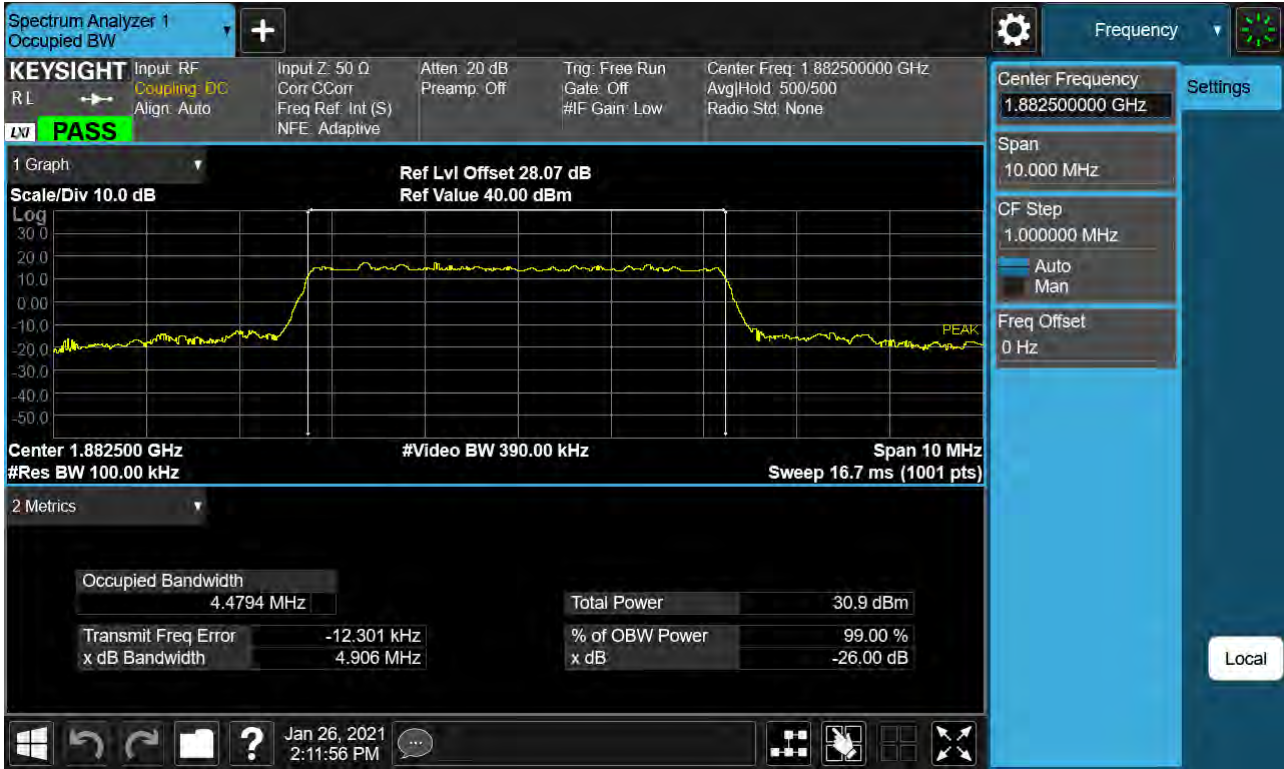 Spectrum Analyzer 1
Occupied BW
Frequency
KEYSIGHT
R L
LXI
PASS
Input: RF
Coupling: DC
Align: Auto
Input Z: 50 Ω
Corr CCorr
Freq Ref: Int (S)
NFE: Adaptive
Atten: 20 dB
Preamp: Off
Trig: Free Run
Gate: Off
#IF Gain: Low
Center Freq: 1.882500000 GHz
Avg|Hold: 500/500
Radio Std: None
1 Graph
Scale/Div 10.0 dB
Ref Lvl Offset 28.07 dB
Ref Value 40.00 dBm
Log
30.0
20.0
10.0
0.00
-10.0
-20.0
-30.0
-40.0
-50.0
PEAK
Center 1.882500 GHz
#Video BW 390.00 kHz
Span 10 MHz
#Res BW 100.00 kHz
Sweep 16.7 ms (1001 pts)
2 Metrics
Occupied Bandwidth
4.4794 MHz
Total Power 30.9 dBm
Transmit Freq Error -12.301 kHz
% of OBW Power 99.00 %
x dB Bandwidth 4.906 MHz
x dB -26.00 dB
Center Frequency
1.882500000 GHz
Settings
Span
10.000 MHz
CF Step
1.000000 MHz
Auto
Man
Freq Offset
0 Hz
Local
?
Jan 26, 2021
2:11:56 PM